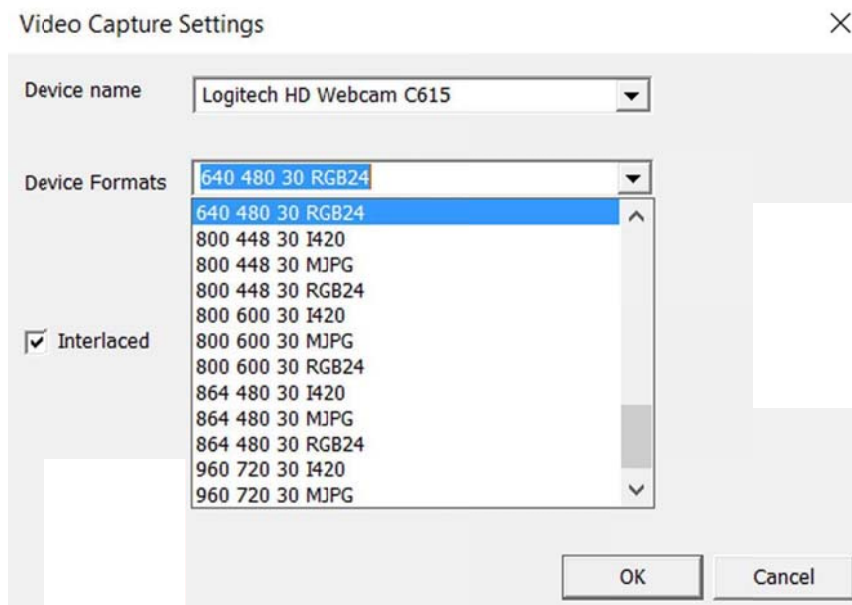 Video Capture Settings
Device name
Logitech HD Webcam C615
Device Formats
640 480 30 RGB24
640 480 30 RGB24
800 448 30 I420
800 448 30 MJPG
800 448 30 RGB24
800 600 30 I420
800 600 30 MJPG
800 600 30 RGB24
Interlaced
864 480 30 I420
864 480 30 MJPG
864 480 30 RGB24
960 720 30 I420
960 720 30 MJPG
OK
Cancel